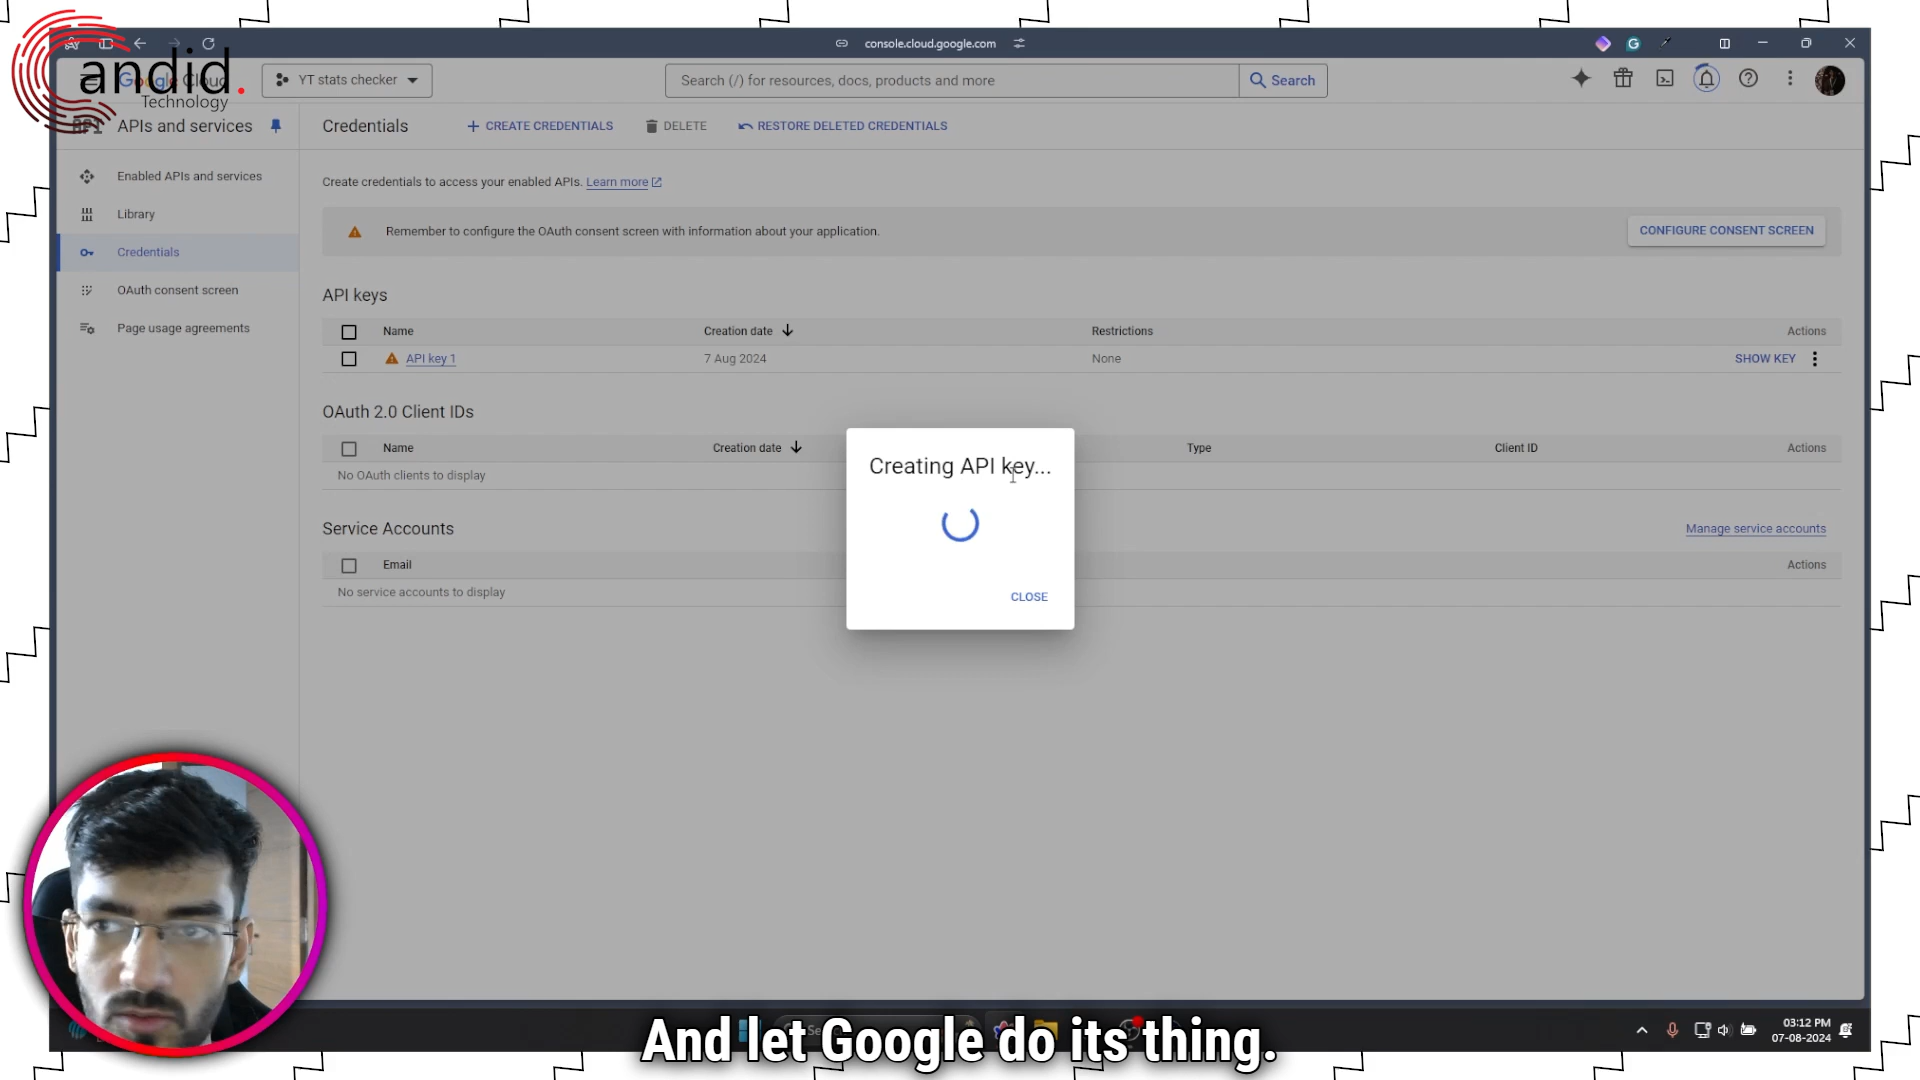 console.cloud.google.com
andid.
Technology
Google Cloud
YT stats checker
Search (/) for resources, docs, products and more
Search
API
APIs and services
Credentials
CREATE CREDENTIALS
DELETE
RESTORE DELETED CREDENTIALS
Enabled APIs and services
Library
Credentials
OAuth consent screen
Page usage agreements
Create credentials to access your enabled APIs. Learn more
Remember to configure the OAuth consent screen with information about your application.
CONFIGURE CONSENT SCREEN
API keys
Name
Creation date
Restrictions
Actions
API key 1
7 Aug 2024
None
SHOW KEY
OAuth 2.0 Client IDs
Name
Creation date
Type
Client ID
Actions
No OAuth clients to display
Service Accounts
Manage service accounts
Email
Actions
No service accounts to display
Creating API key...
CLOSE
And let Google do its thing.
03:12 PM
07-08-2024